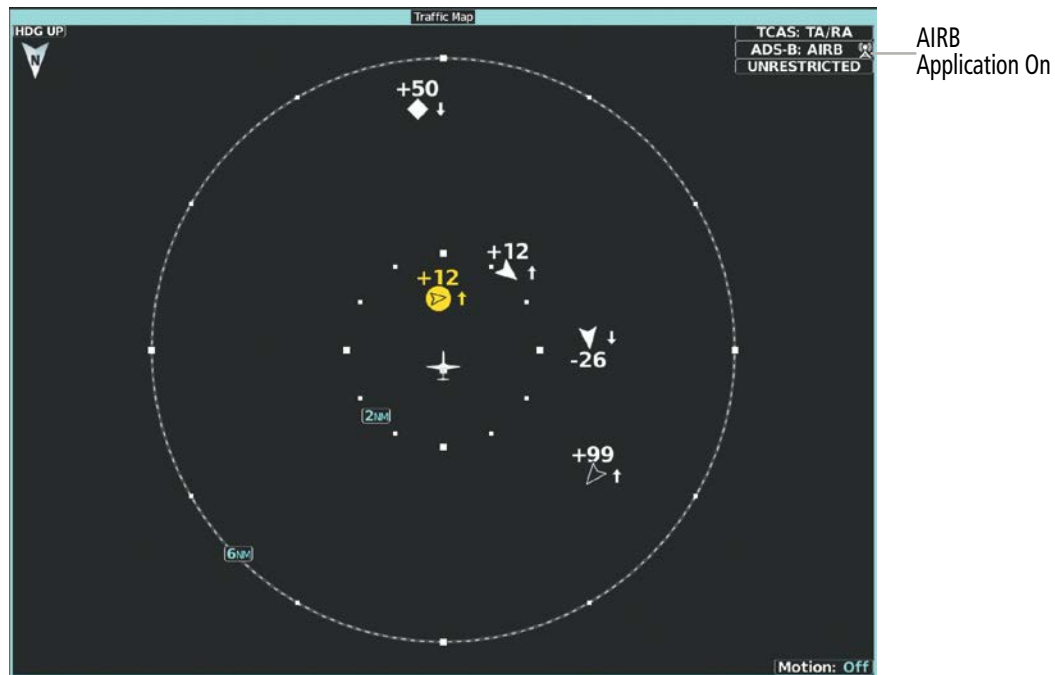 Traffic Map
HDG UP
N
TCAS: TA/RA
ADS-B: AIRB
UNRESTRICTED
AIRB
Application On
+50
+12
+12
-26
2NM
+99
6NM
Motion: Off